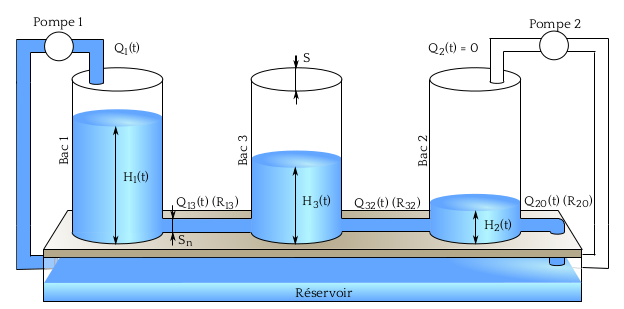 Pompe 1
Pompe 2
Q1(t)
S
Q2(t) = 0
Bac 1
Bac 3
Bac 2
H1(t)
H3(t)
H2(t)
Q13(t) (R13)
Q32(t) (R32)
Q20(t) (R20)
Sn
Réservoir